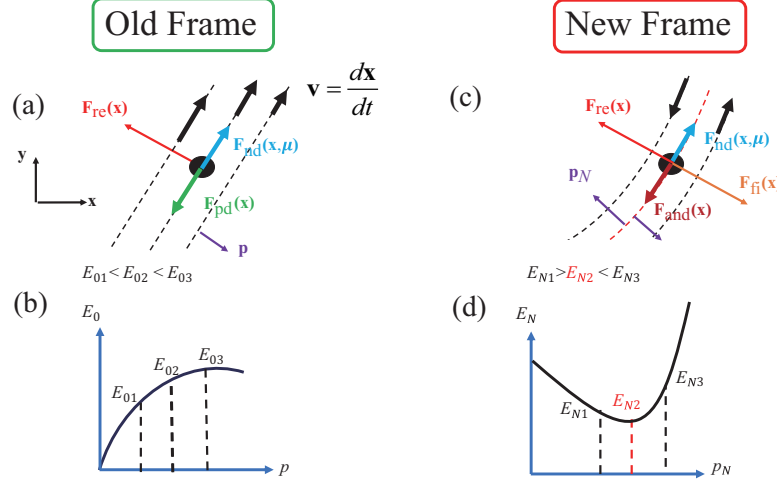 Old Frame
New Frame
(a)
F_re(x)
v = dx/dt
F_nd(x,μ)
F_pd(x)
y
x
p
E_01 < E_02 < E_03
(c)
F_re(x)
F_nd(x,μ)
p_N
F_fi(x)
F_and(x)
E_N1 > E_N2 < E_N3
(b)
E_0
E_01
E_02
E_03
p
(d)
E_N
E_N1
E_N2
E_N3
p_N